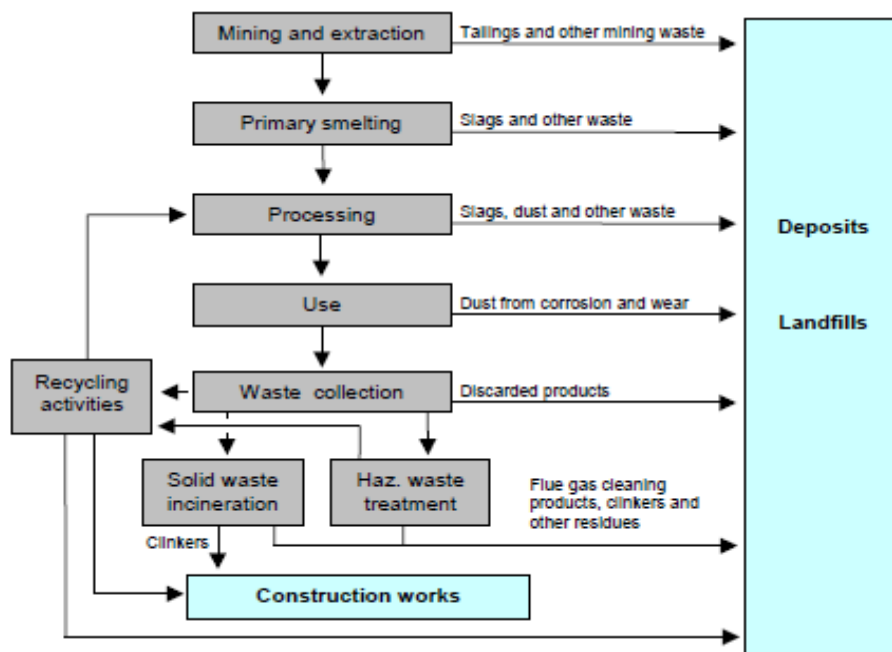 Mining and extraction
Tailings and other mining waste
Primary smelting
Slags and other waste
Processing
Slags, dust and other waste
Deposits
Use
Dust from corrosion and wear
Landfills
Recycling
activities
Waste collection
Discarded products
Solid waste
incineration
Haz. waste
treatment
Flue gas cleaning
products, clinkers and
other residues
Clinkers
Construction works